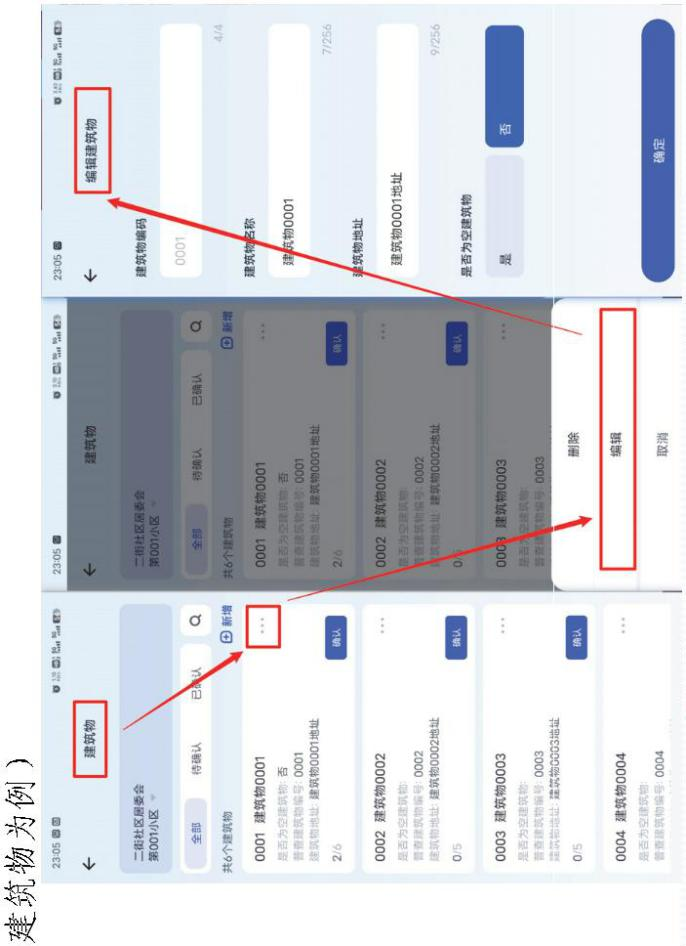 建筑物为例）
23:05
建筑物
二街社区居委会
第001小区
全部
待确认
已确认
共6个建筑物
新增
0001 建筑物0001
是否为空建筑物: 否
普查建筑物编号: 0001
建筑物地址: 建筑物0001地址
2/6
确认
0002 建筑物0002
是否为空建筑物:
普查建筑物编号: 0002
建筑物地址: 建筑物0002地址
0/5
确认
0003 建筑物0003
是否为空建筑物:
普查建筑物编号: 0003
建筑物地址: 建筑物0003地址
0/5
确认
0004 建筑物0004
是否为空建筑物:
普查建筑物编号: 0004
23:05
建筑物
二街社区居委会
第001小区
全部
待确认
已确认
共6个建筑物
新增
0001 建筑物0001
是否为空建筑物: 否
普查建筑物编号: 0001
建筑物地址: 建筑物0001地址
2/6
确认
0002 建筑物0002
是否为空建筑物:
普查建筑物编号: 0002
建筑物地址: 建筑物0002地址
0/5
确认
0003 建筑物0003
是否为空建筑物:
普查建筑物编号: 0003
删除
编辑
取消
23:05
编辑建筑物
建筑物编码
0001
4/4
建筑物名称
建筑物0001
7/256
建筑物地址
建筑物0001地址
9/256
是否为空建筑物
是
否
确定